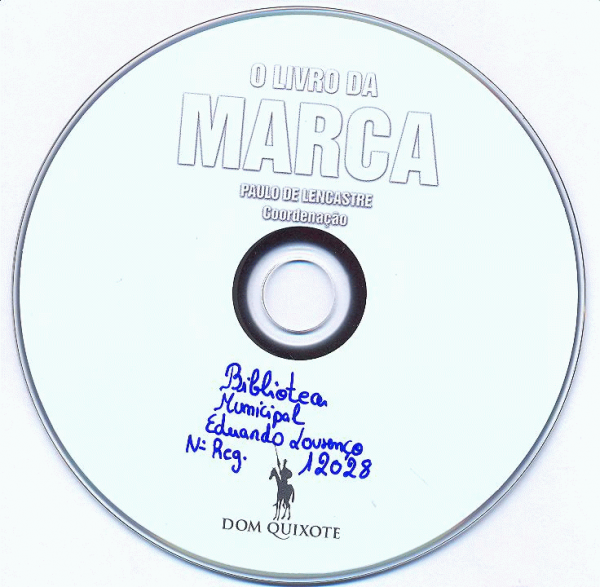 O LIVRO DA
MARCA
PAULO DE LENCASTRE
Coordenação
Biblioteca
Municipal
Eduardo Lourenço
Nº Reg. 12028
DOM QUIXOTE